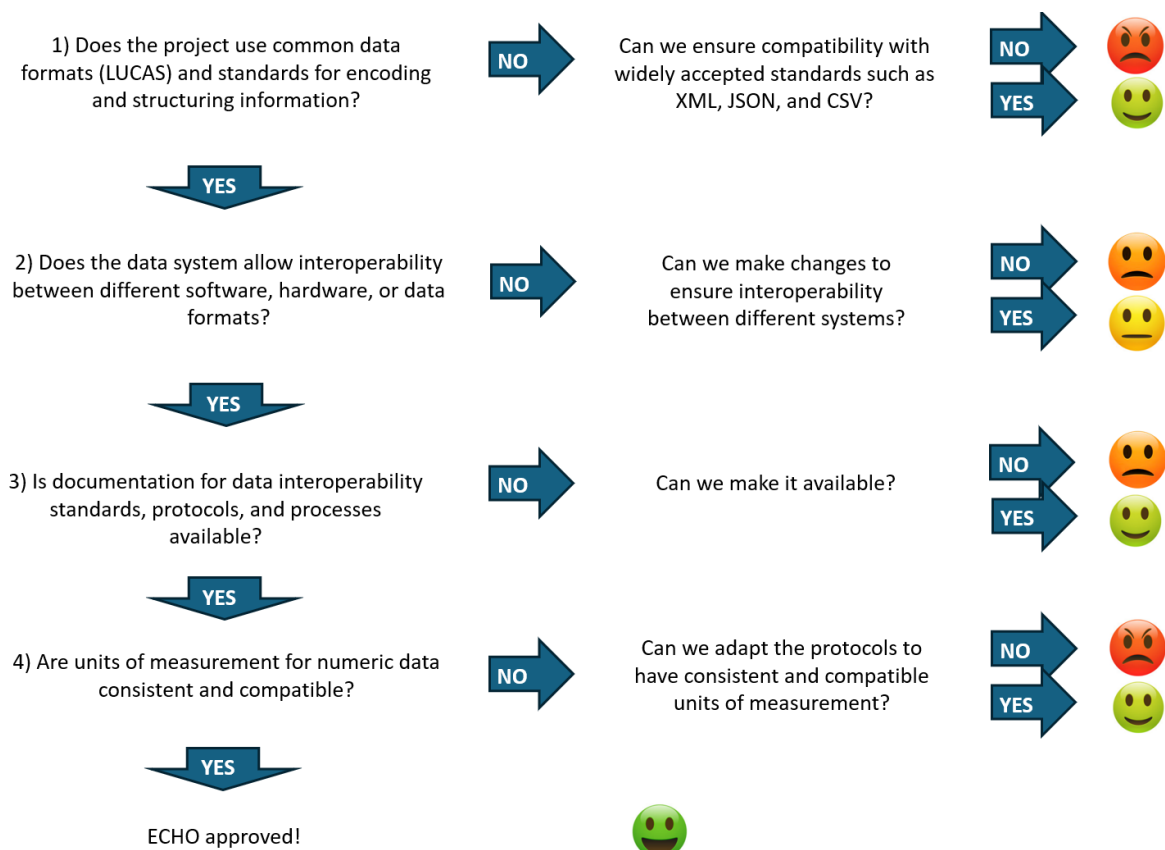 1) Does the project use common data
formats (LUCAS) and standards for encoding
and structuring information?
NO
Can we ensure compatibility with
widely accepted standards such as
XML, JSON, and CSV?
NO
YES
YES
2) Does the data system allow interoperability
between different software, hardware, or data
formats?
NO
Can we make changes to
ensure interoperability
between different systems?
NO
YES
YES
3) Is documentation for data interoperability
standards, protocols, and processes
available?
NO
Can we make it available?
NO
YES
YES
4) Are units of measurement for numeric data
consistent and compatible?
NO
Can we adapt the protocols to
have consistent and compatible
units of measurement?
NO
YES
YES
ECHO approved!